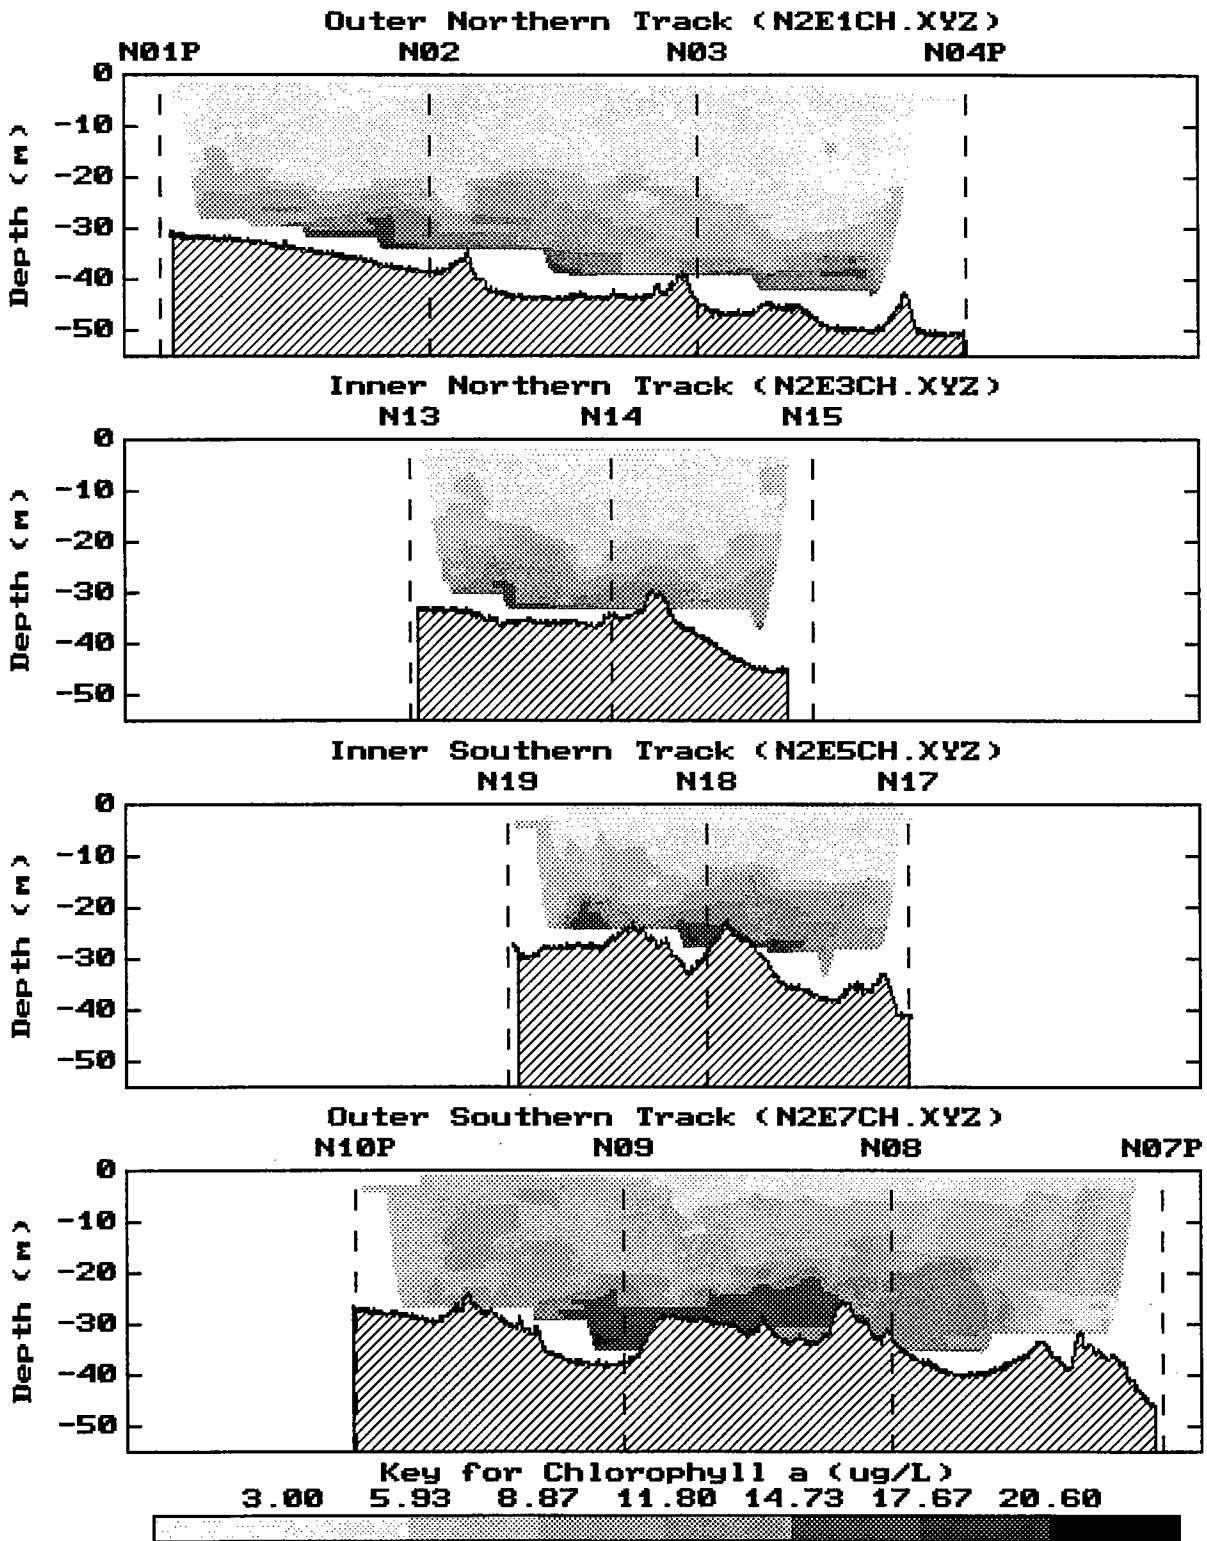 Outer Northern Track (N2E1CH.XYZ)
N01P N02 N03 N04P
0
-10
-20
-30
-40
-50
Depth (m)
Inner Northern Track (N2E3CH.XYZ)
N13 N14 N15
0
-10
-20
-30
-40
-50
Depth (m)
Inner Southern Track (N2E5CH.XYZ)
N19 N18 N17
0
-10
-20
-30
-40
-50
Depth (m)
Outer Southern Track (N2E7CH.XYZ)
N10P N09 N08 N07P
0
-10
-20
-30
-40
-50
Depth (m)
Key for Chlorophyll a (ug/L)
3.00 5.93 8.87 11.80 14.73 17.67 20.60